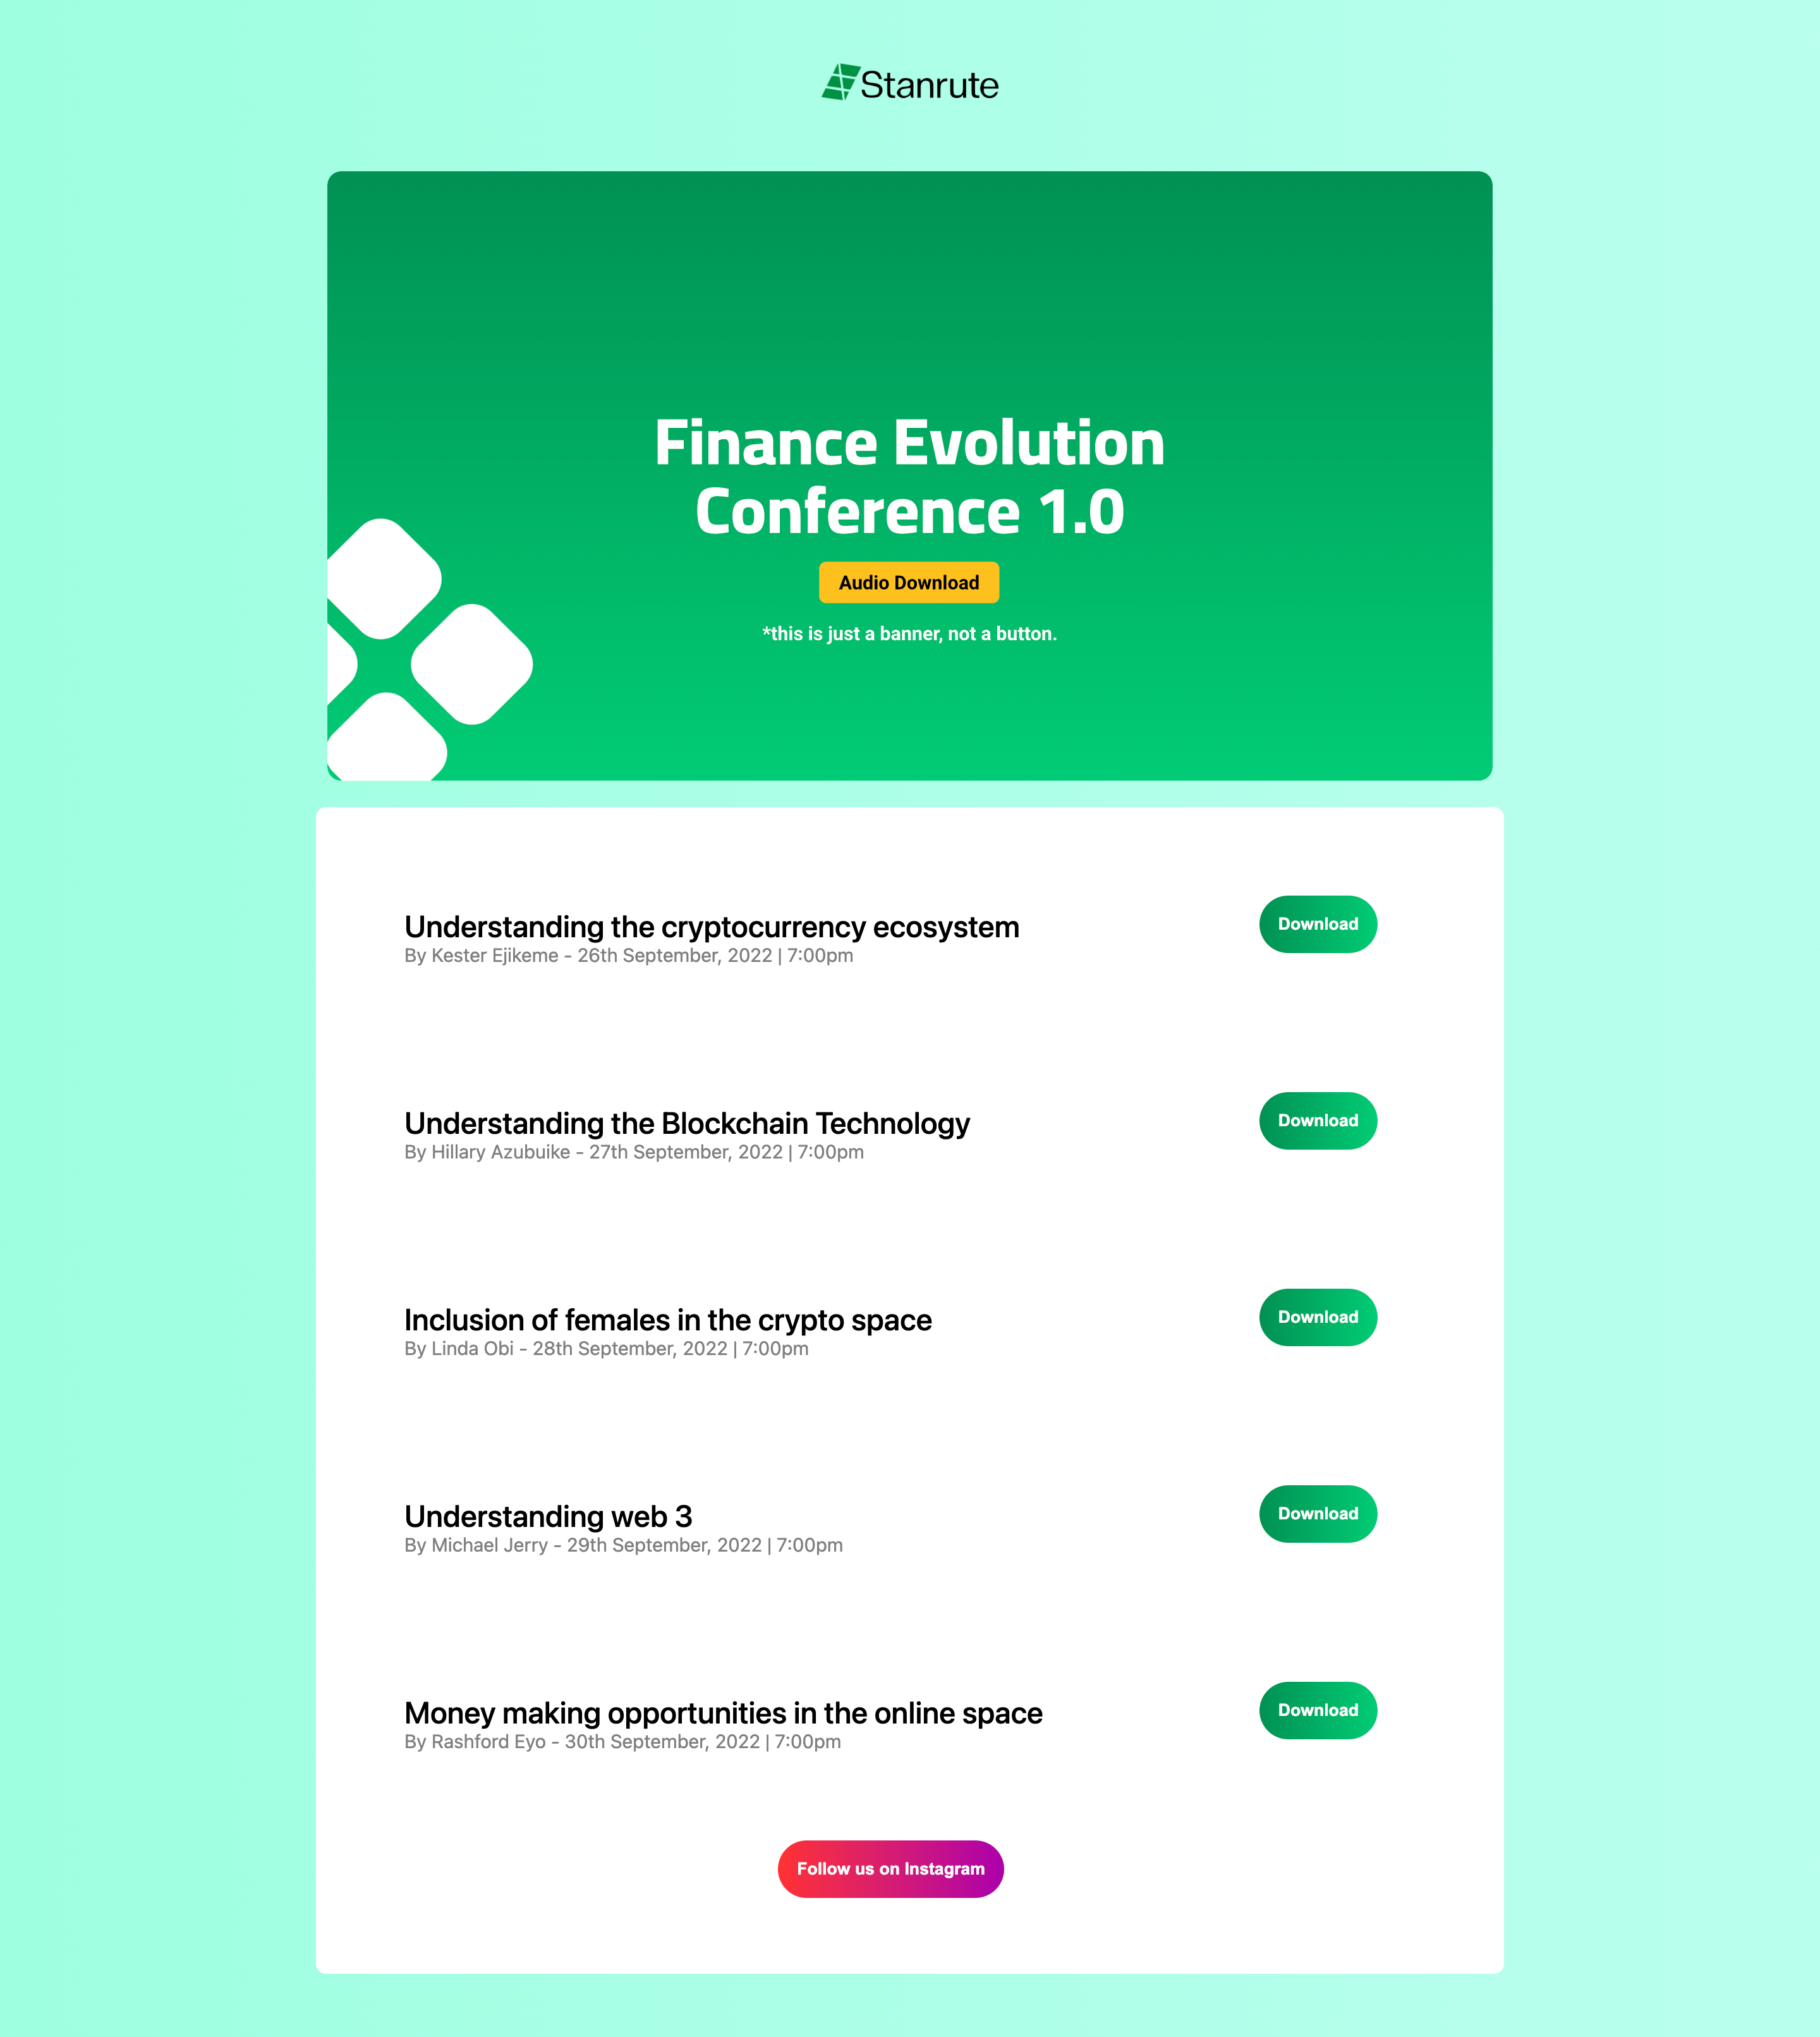 Stanrute
Finance Evolution
Conference 1.0
Audio Download
*this is just a banner, not a button.
Understanding the cryptocurrency ecosystem
Download
By Kester Ejikeme - 26th September, 2022 | 7:00pm
Understanding the Blockchain Technology
Download
By Hillary Azubuike - 27th September, 2022 | 7:00pm
Inclusion of females in the crypto space
Download
By Linda Obi - 28th September, 2022 | 7:00pm
Understanding web 3
Download
By Michael Jerry - 29th September, 2022 | 7:00pm
Money making opportunities in the online space
Download
By Rashford Eyo - 30th September, 2022 | 7:00pm
Follow us on Instagram